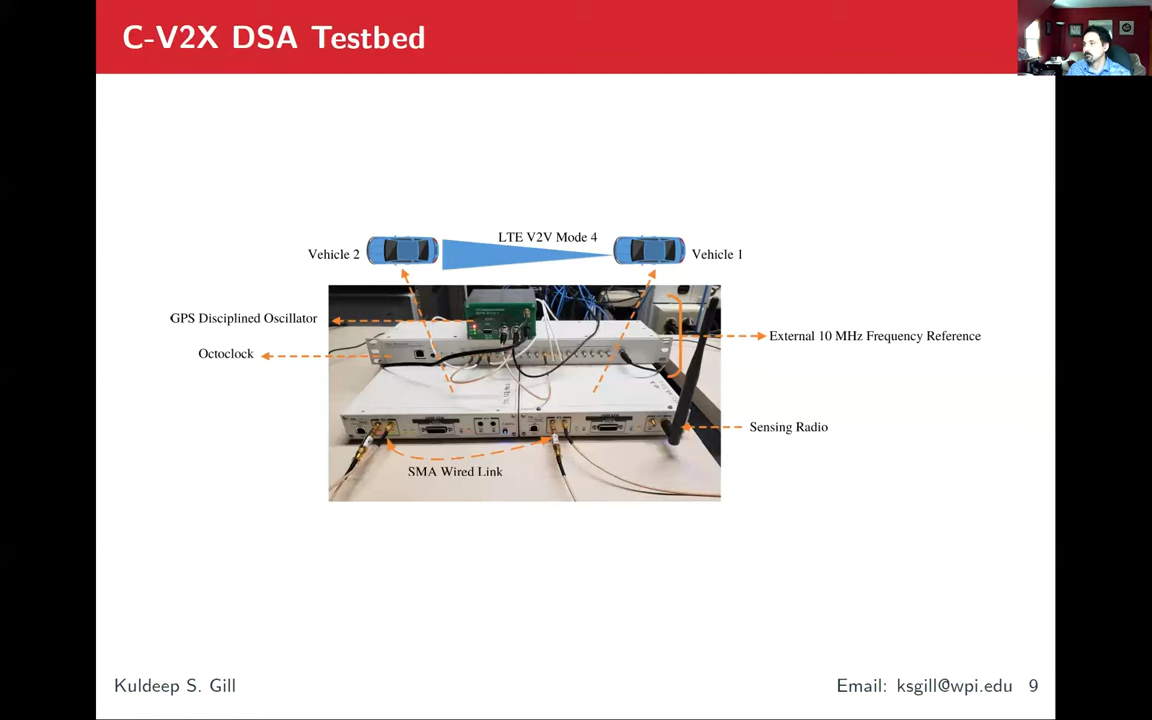 C-V2X DSA Testbed
LTE V2V Mode 4
Vehicle 2
Vehicle 1
GPS Disciplined Oscillator
External 10 MHz Frequency Reference
Octoclock
Sensing Radio
SMA Wired Link
Kuldeep S. Gill
Email: ksgill@wpi.edu 9